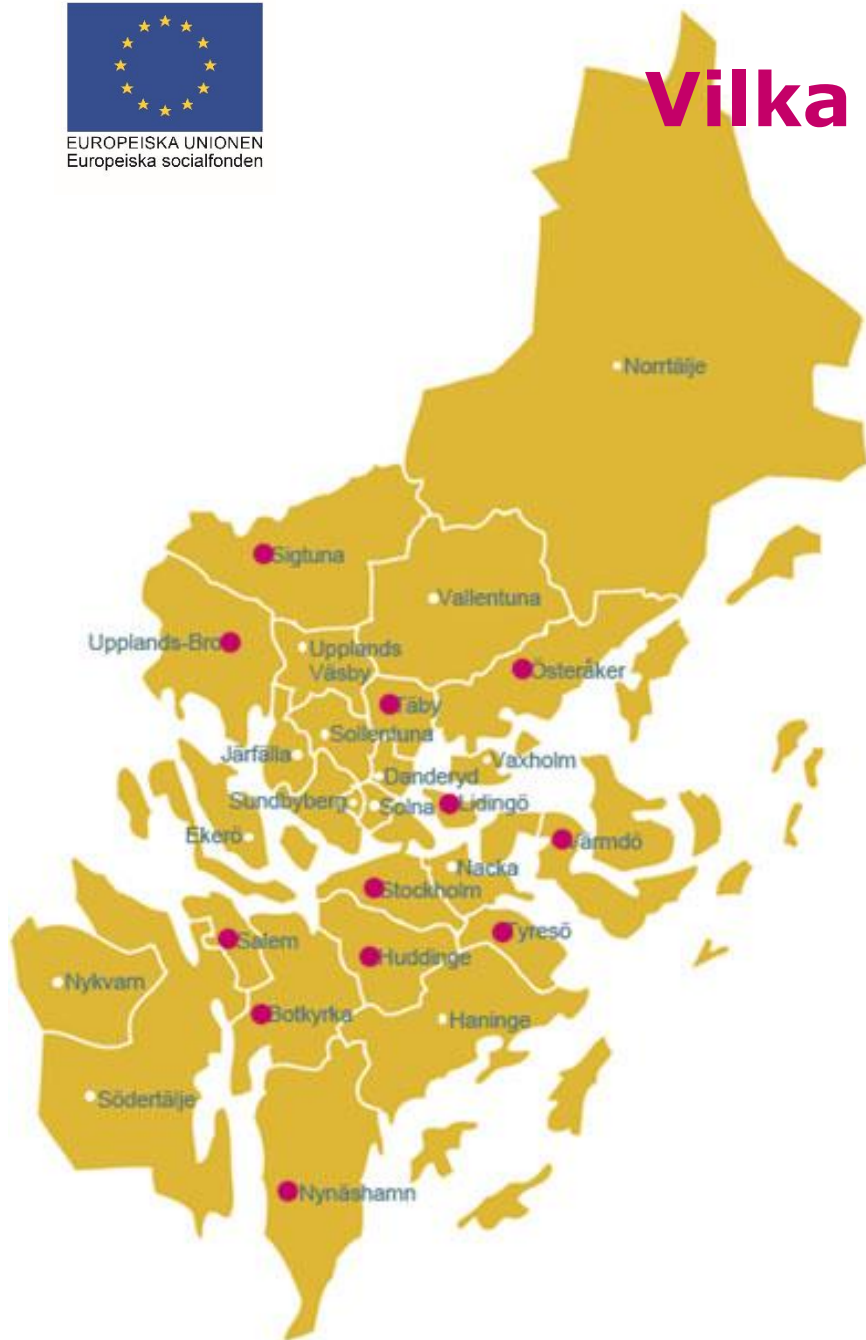 Vilka
EUROPEISKA UNIONEN
Europeiska socialfonden
Norrtälje
Sigtuna
Vallentuna
Upplands-Bro
Upplands
Väsby
Österåker
Täby
Sollentuna
Järfälla
Vaxholm
Danderyd
Sundbyberg
Solna
Lidingö
Ekerö
Värmdö
Nacka
Stockholm
Salem
Tyresö
Huddinge
Nykvarn
Botkyrka
Haninge
Södertälje
Nynäshamn